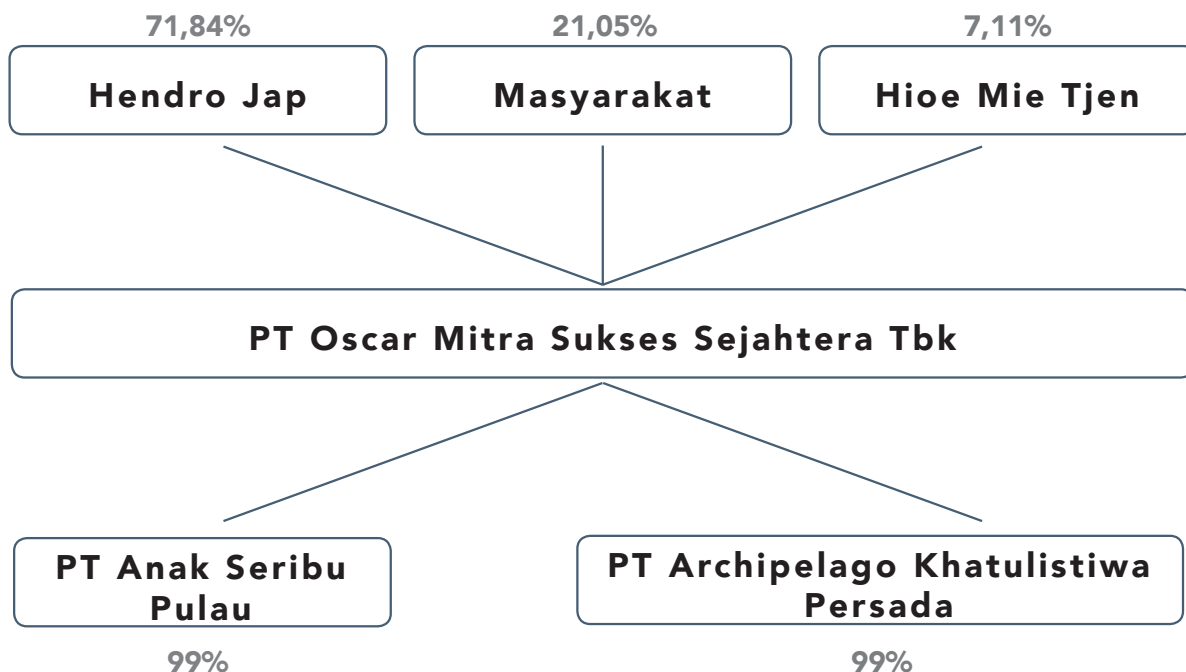 71,84%
21,05%
7,11%
Hendro Jap
Masyarakat
Hioe Mie Tjen
PT Oscar Mitra Sukses Sejahtera Tbk
PT Anak Seribu
Pulau
PT Archipelago Khatulistiwa
Persada
99%
99%